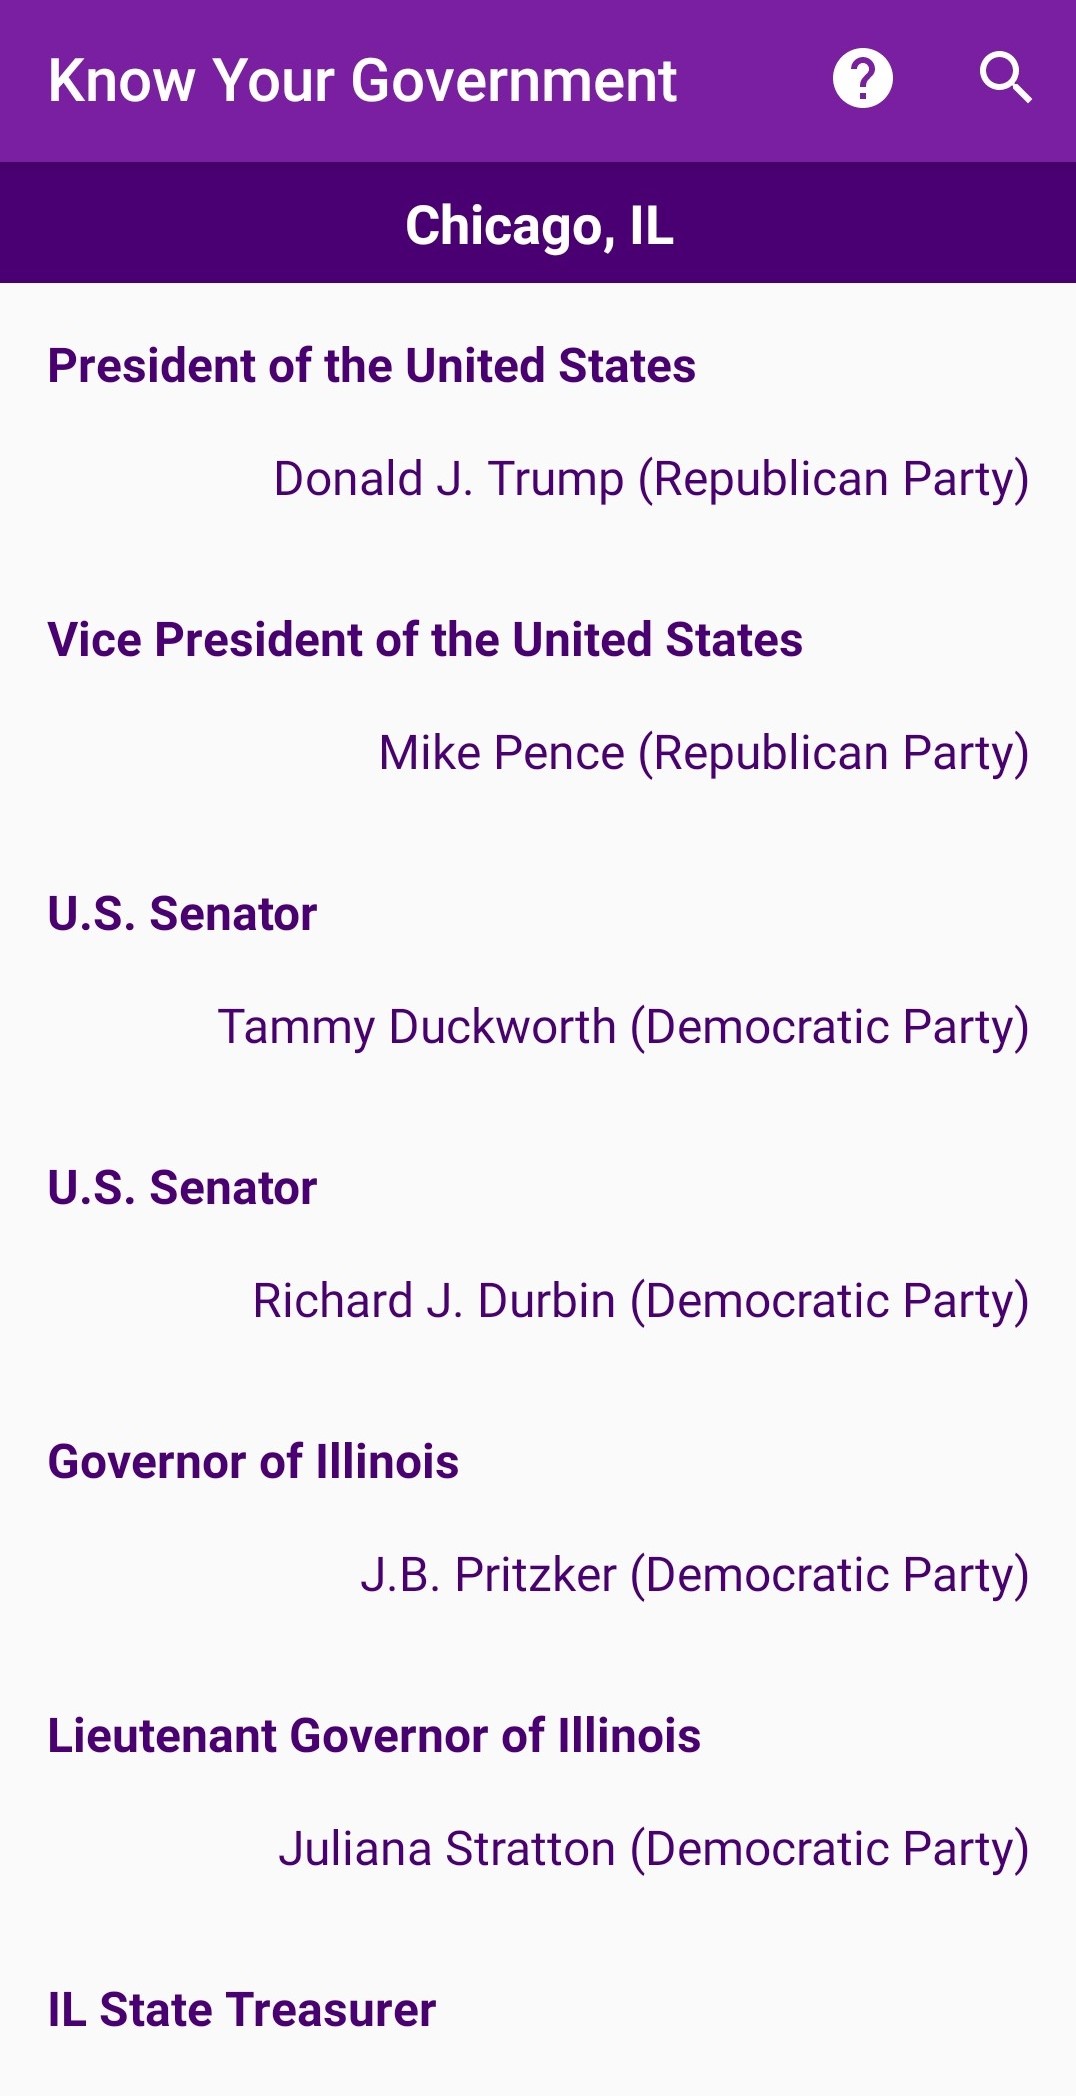 Know Your Government
Chicago, IL
President of the United States
Donald J. Trump (Republican Party)
Vice President of the United States
Mike Pence (Republican Party)
U.S. Senator
Tammy Duckworth (Democratic Party)
U.S. Senator
Richard J. Durbin (Democratic Party)
Governor of Illinois
J.B. Pritzker (Democratic Party)
Lieutenant Governor of Illinois
Juliana Stratton (Democratic Party)
IL State Treasurer